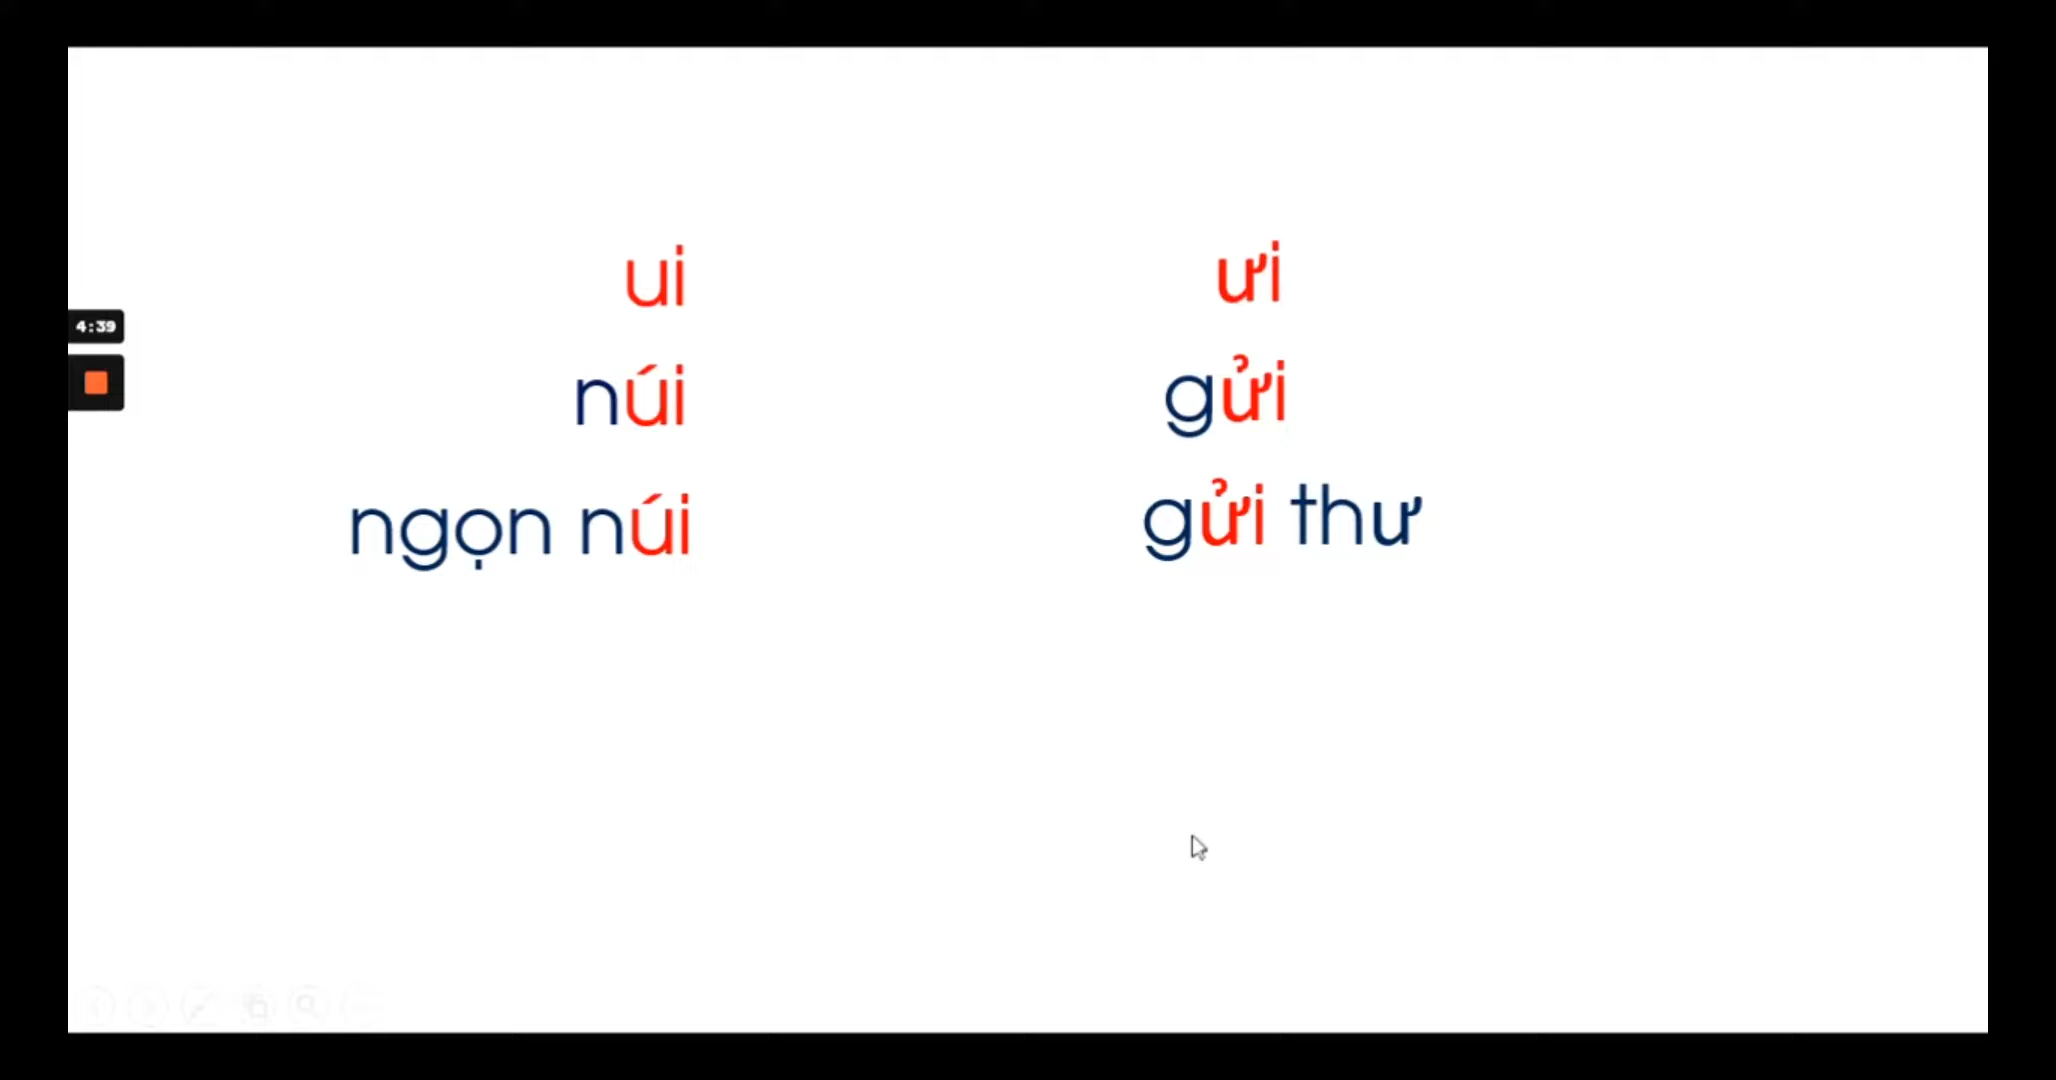 4:39
ui
núi
ngọn núi
ưi
gửi
gửi thư